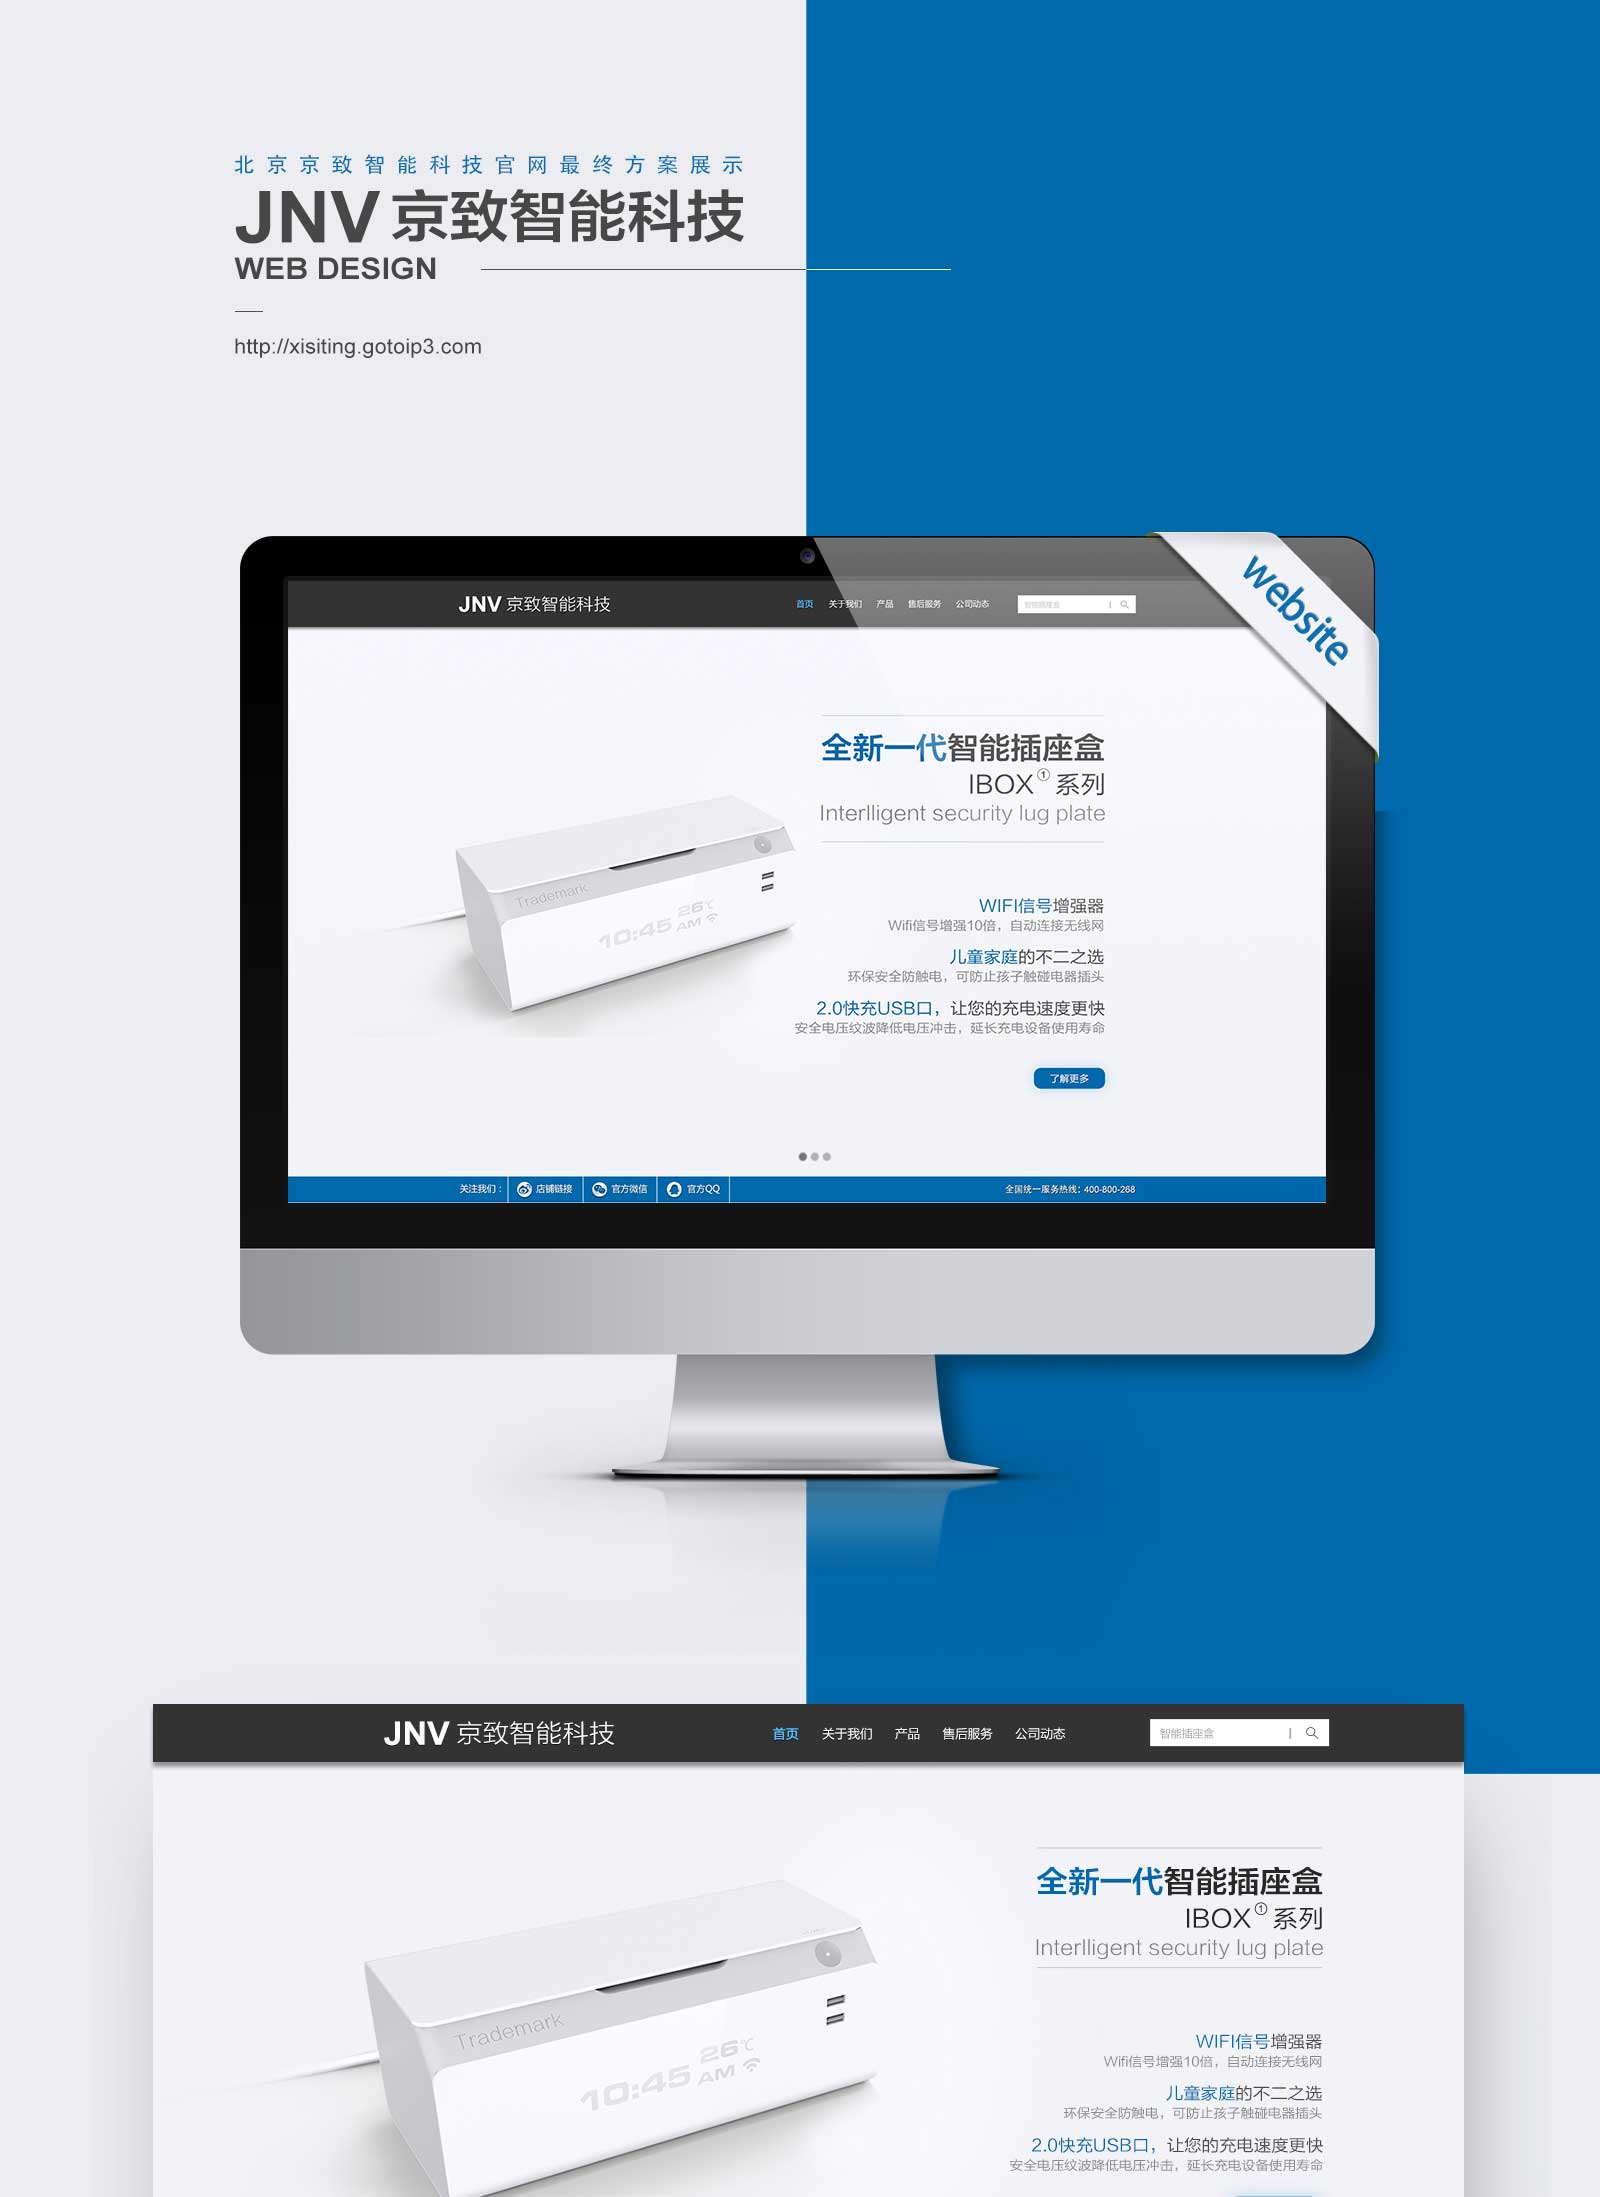 北京京致智能科技官网最终方案展示
JNV 京致智能科技
WEB DESIGN
http://xisiting.gotoip3.com
website
JNV 京致智能科技
首页 关于我们 产品 售后服务 公司动态
智能插座盒
全新一代智能插座盒
IBOX① 系列
Interlligent security lug plate
Trademark
26℃
10:45 AM
WIFI信号增强器
Wifi信号增强10倍，自动连接无线网
儿童家庭的不二之选
环保安全防触电，可防止孩子触碰电器插头
2.0快充USB口，让您的充电速度更快
安全电压纹波降低电压冲击，延长充电设备使用寿命
了解更多
关注我们： 店铺链接 官方微信 官方QQ
全国统一服务热线：400-800-268
JNV 京致智能科技
首页 关于我们 产品 售后服务 公司动态
智能插座盒
全新一代智能插座盒
IBOX① 系列
Interlligent security lug plate
Trademark
26℃
10:45 AM
WIFI信号增强器
Wifi信号增强10倍，自动连接无线网
儿童家庭的不二之选
环保安全防触电，可防止孩子触碰电器插头
2.0快充USB口，让您的充电速度更快
安全电压纹波降低电压冲击，延长充电设备使用寿命